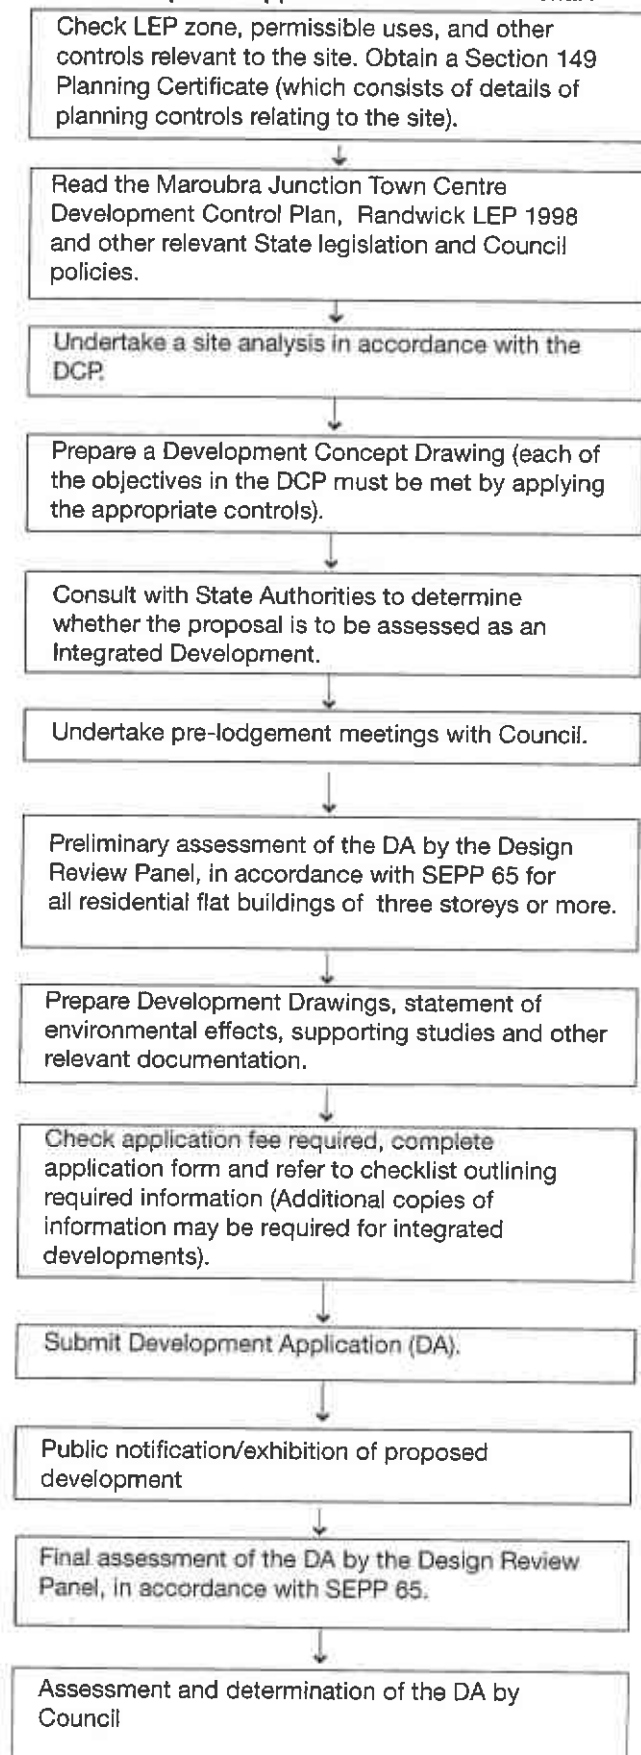 Check LEP zone, permissible uses, and other
controls relevant to the site. Obtain a Section 149
Planning Certificate (which consists of details of
planning controls relating to the site).
Read the Maroubra Junction Town Centre
Development Control Plan, Randwick LEP 1998
and other relevant State legislation and Council
policies.
Undertake a site analysis in accordance with the
DCP.
Prepare a Development Concept Drawing (each of
the objectives in the DCP must be met by applying
the appropriate controls).
Consult with State Authorities to determine
whether the proposal is to be assessed as an
Integrated Development.
Undertake pre-lodgement meetings with Council.
Preliminary assessment of the DA by the Design
Review Panel, in accordance with SEPP 65 for
all residential flat buildings of three storeys or more.
Prepare Development Drawings, statement of
environmental effects, supporting studies and other
relevant documentation.
Check application fee required, complete
application form and refer to checklist outlining
required information (Additional copies of
information may be required for integrated
developments).
Submit Development Application (DA).
Public notification/exhibition of proposed
development
Final assessment of the DA by the Design Review
Panel, in accordance with SEPP 65.
Assessment and determination of the DA by
Council